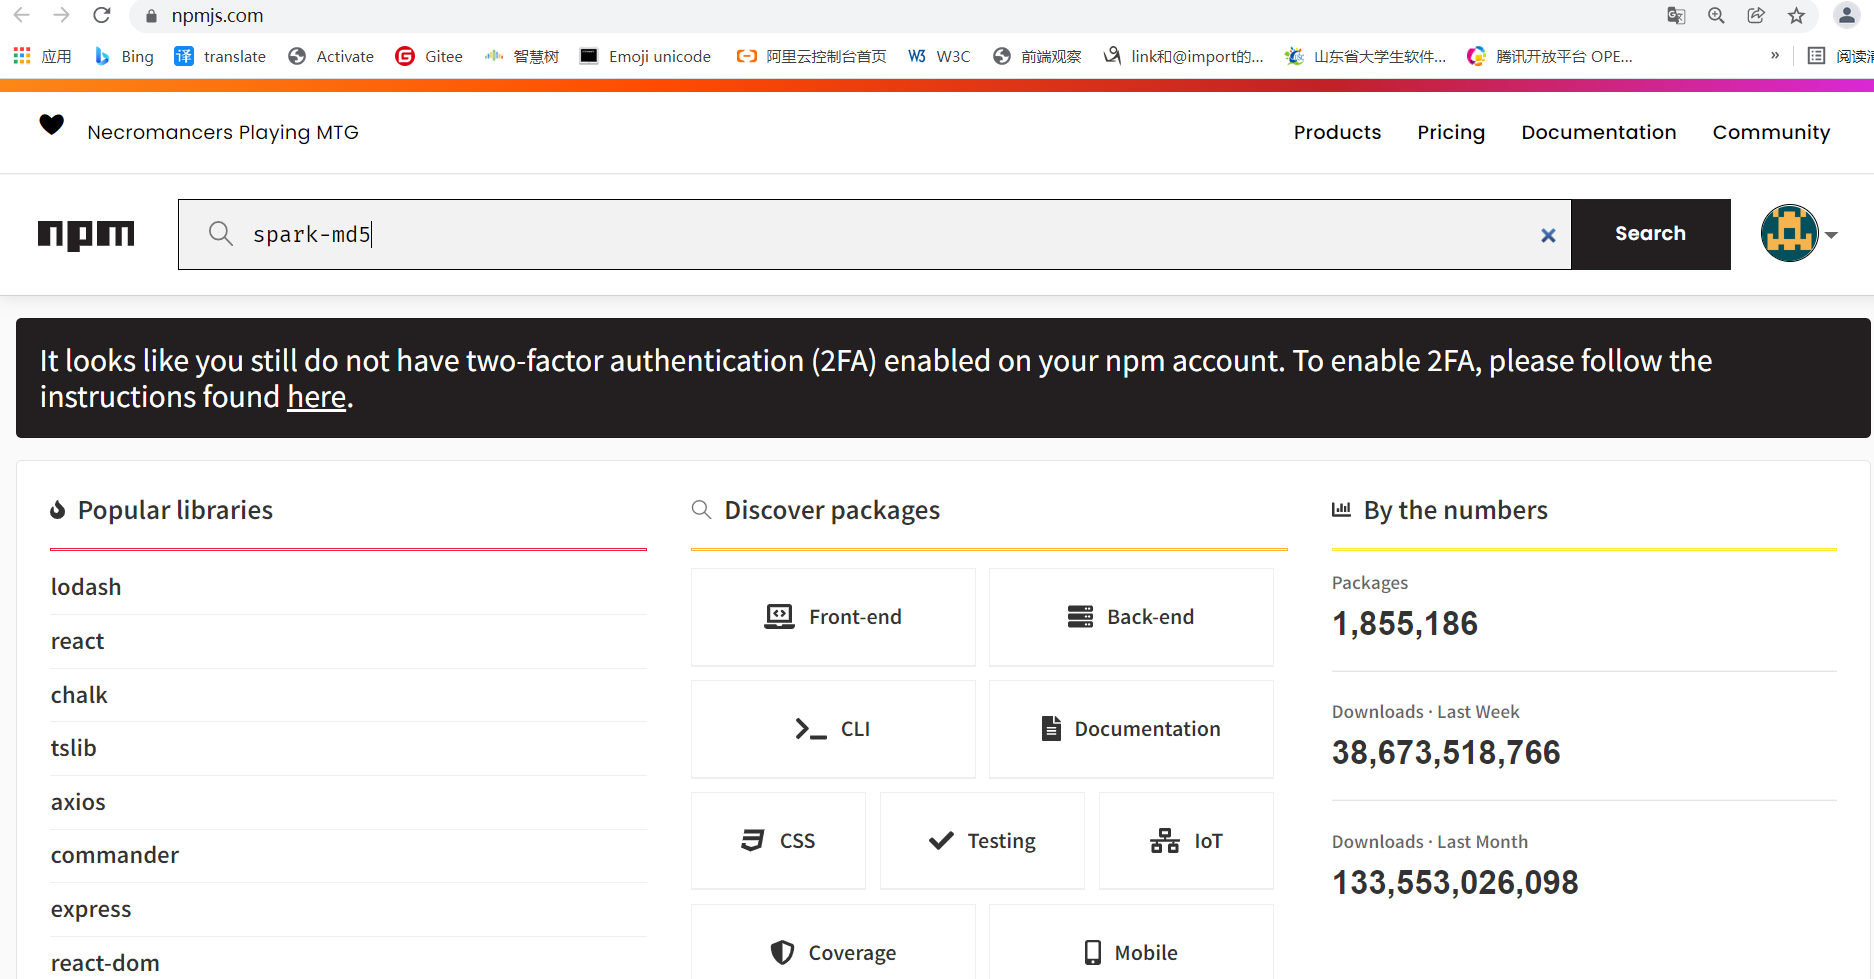 npmjs.com
应用 Bing 译 translate Activate Gitee 智慧树 Emoji unicode 阿里云控制台首页 W3C 前端观察 link和@import的... 山东省大学生软件... 腾讯开放平台 OPE... » 阅读清
Necromancers Playing MTG Products Pricing Documentation Community
npm spark-md5 Search
It looks like you still do not have two-factor authentication (2FA) enabled on your npm account. To enable 2FA, please follow the
instructions found here.
Popular libraries
lodash
react
chalk
tslib
axios
commander
express
react-dom
Discover packages
Front-end Back-end
CLI Documentation
CSS Testing IoT
Coverage Mobile
By the numbers
Packages
1,855,186
Downloads · Last Week
38,673,518,766
Downloads · Last Month
133,553,026,098